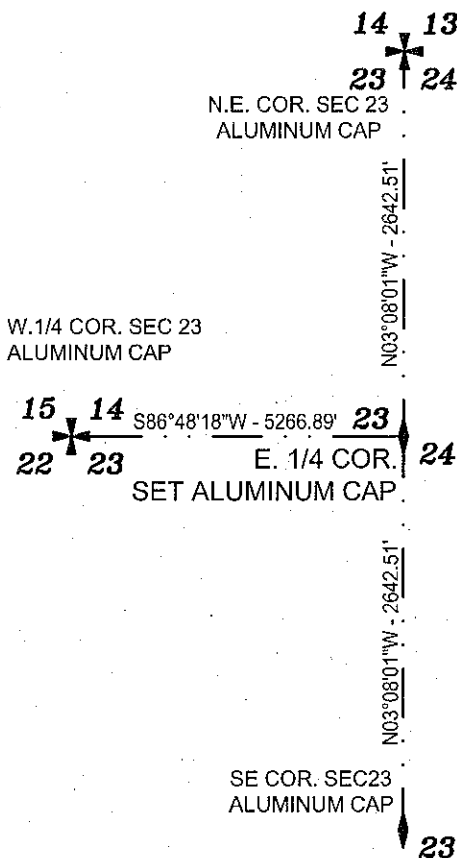 14 13
23 24
N.E. COR. SEC 23
ALUMINUM CAP
N03°08'01"W - 2642.51'
W.1/4 COR. SEC 23
ALUMINUM CAP
15 14
22 23
S86°48'18"W - 5266.89'
23
24
E. 1/4 COR.
SET ALUMINUM CAP
N03°08'01"W - 2642.51'
SE COR. SEC23
ALUMINUM CAP
23